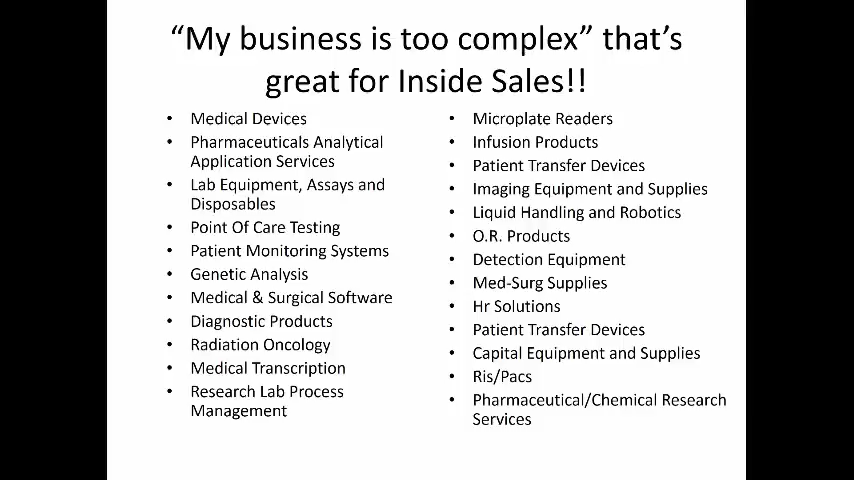 “My business is too complex” that’s
great for Inside Sales!!
• Medical Devices
• Pharmaceuticals Analytical
Application Services
• Lab Equipment, Assays and
Disposables
• Point Of Care Testing
• Patient Monitoring Systems
• Genetic Analysis
• Medical & Surgical Software
• Diagnostic Products
• Radiation Oncology
• Medical Transcription
• Research Lab Process
Management
• Microplate Readers
• Infusion Products
• Patient Transfer Devices
• Imaging Equipment and Supplies
• Liquid Handling and Robotics
• O.R. Products
• Detection Equipment
• Med-Surg Supplies
• Hr Solutions
• Patient Transfer Devices
• Capital Equipment and Supplies
• Ris/Pacs
• Pharmaceutical/Chemical Research
Services